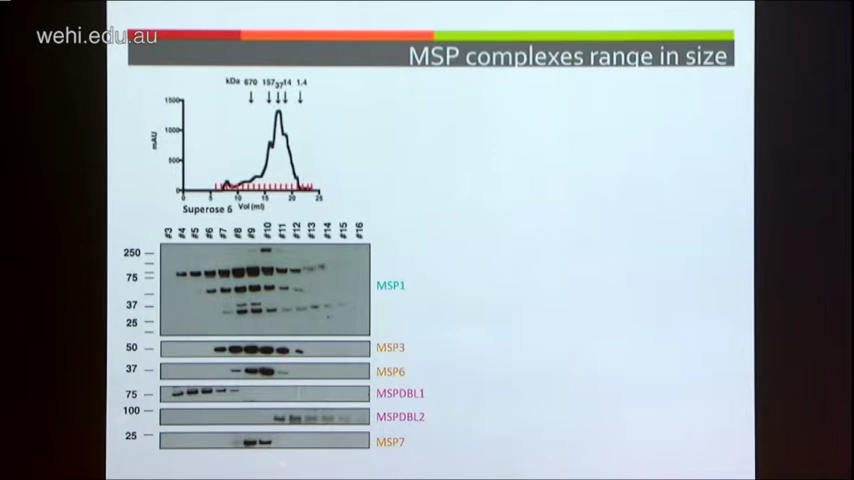 wehi.edu.au
MSP complexes range in size
kDa 670 157 37 14 1.4
1500
1000
500
0
mAU
0 5 10 15 20 25
Superose 6 Vol (ml)
#3 #4 #5 #6 #7 #8 #9 #10 #11 #12 #13 #14 #15 #16
250
75
37
25
MSP1
50 MSP3
37 MSP6
75 MSPDBL1
100 MSPDBL2
25 MSP7